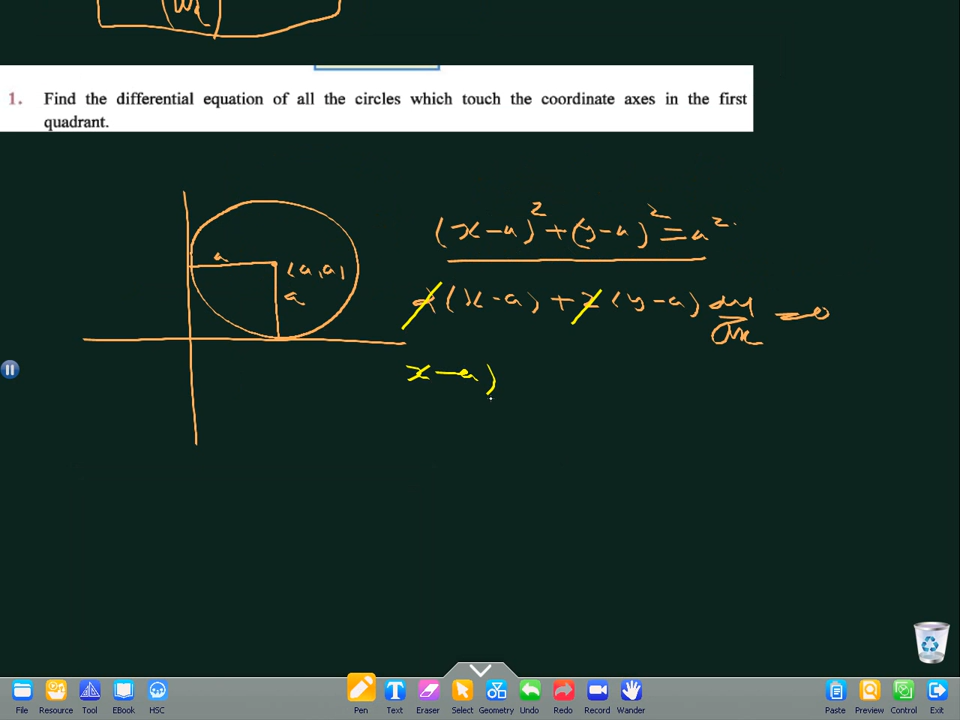 1. Find the differential equation of all the circles which touch the coordinate axes in the first
quadrant.
(x-a)²+(y-a)²=a²
a
(a,a)
a
2(x-a)+2(y-a) dy/dx =0
x-a)
File Resource Tool EBook HSC Pen Text Eraser Select Geometry Undo Redo Record Wander Paste Preview Control Exit